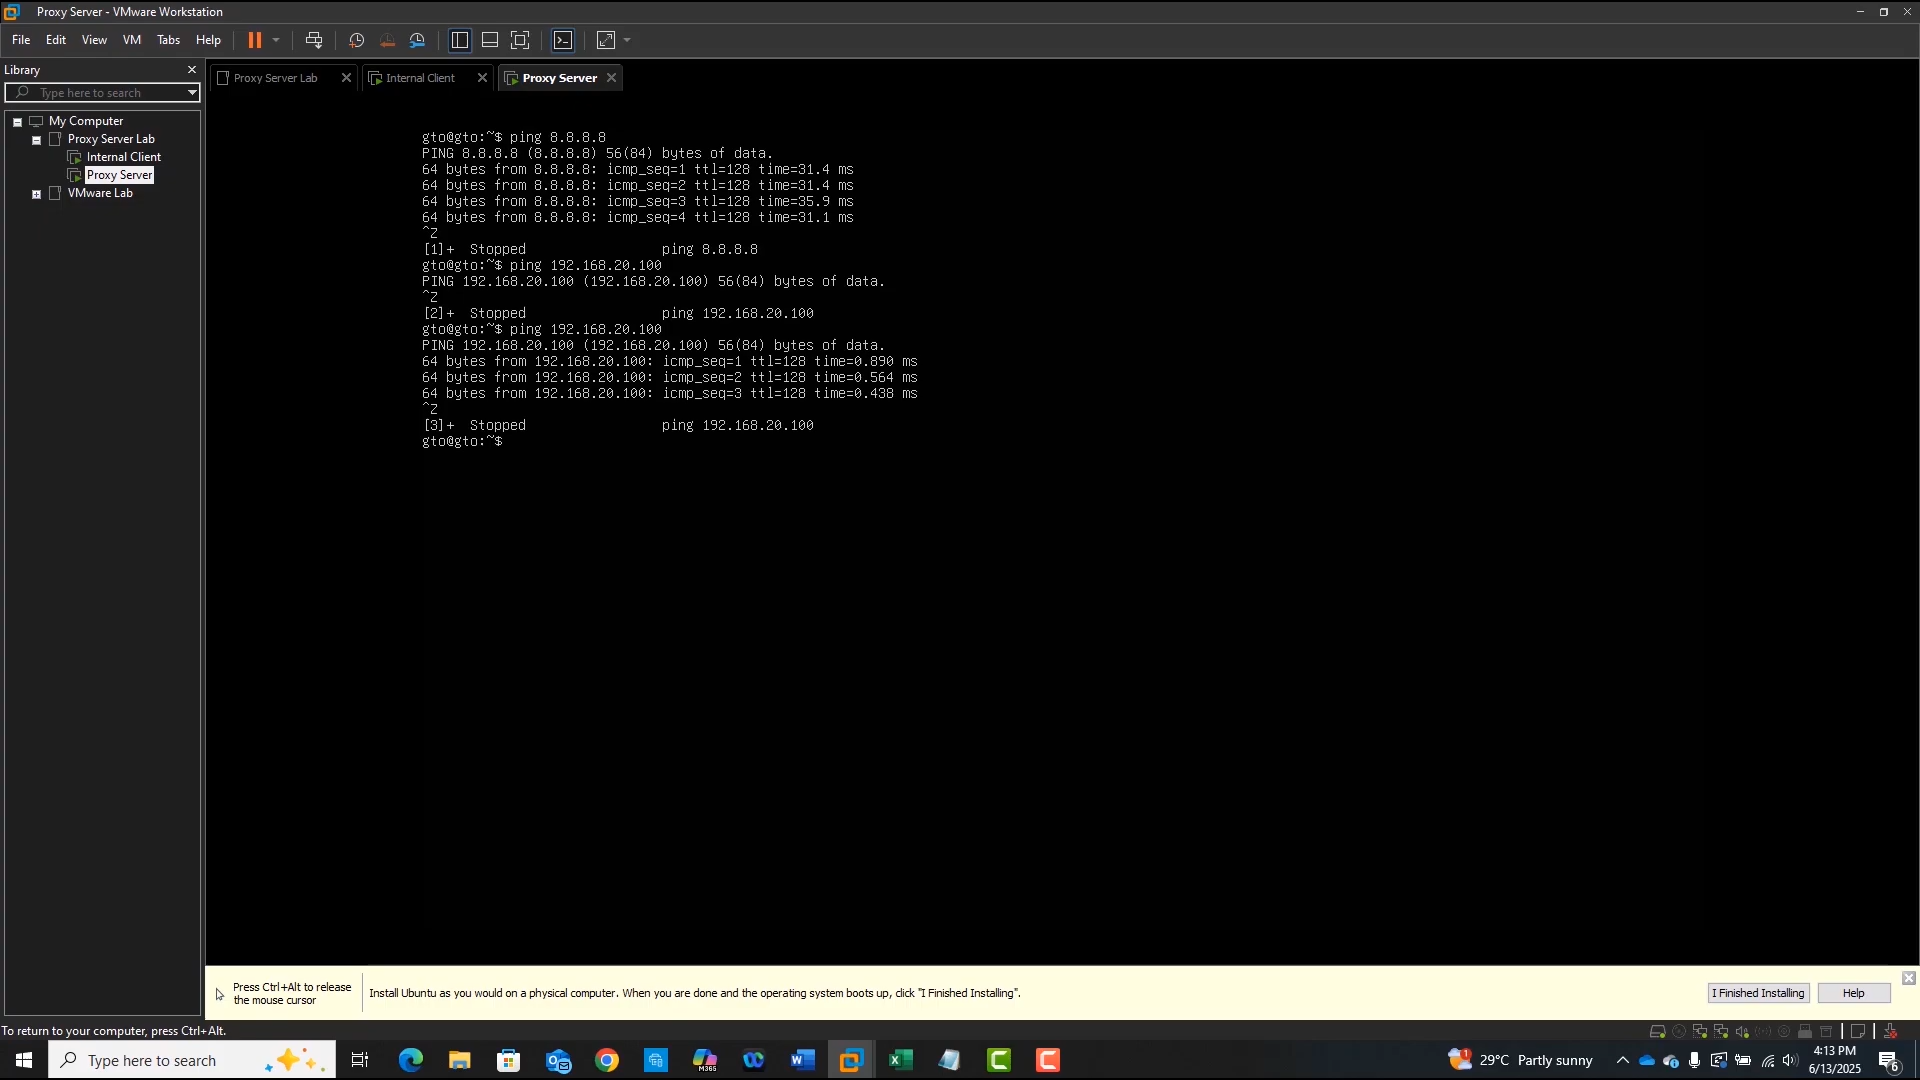 Proxy Server - VMware Workstation
File Edit View VM Tabs Help
Library
Type here to search
My Computer
Proxy Server Lab
Internal Client
Proxy Server
VMware Lab
Proxy Server Lab Internal Client Proxy Server
gto@gto:~$ ping 8.8.8.8
PING 8.8.8.8 (8.8.8.8) 56(84) bytes of data.
64 bytes from 8.8.8.8: icmp_seq=1 ttl=128 time=31.4 ms
64 bytes from 8.8.8.8: icmp_seq=2 ttl=128 time=31.4 ms
64 bytes from 8.8.8.8: icmp_seq=3 ttl=128 time=35.9 ms
64 bytes from 8.8.8.8: icmp_seq=4 ttl=128 time=31.1 ms
^Z
[1]+  Stopped                 ping 8.8.8.8
gto@gto:~$ ping 192.168.20.100
PING 192.168.20.100 (192.168.20.100) 56(84) bytes of data.
^Z
[2]+  Stopped                 ping 192.168.20.100
gto@gto:~$ ping 192.168.20.100
PING 192.168.20.100 (192.168.20.100) 56(84) bytes of data.
64 bytes from 192.168.20.100: icmp_seq=1 ttl=128 time=0.890 ms
64 bytes from 192.168.20.100: icmp_seq=2 ttl=128 time=0.564 ms
64 bytes from 192.168.20.100: icmp_seq=3 ttl=128 time=0.438 ms
^Z
[3]+  Stopped                 ping 192.168.20.100
gto@gto:~$
Press Ctrl+Alt to release
the mouse cursor
Install Ubuntu as you would on a physical computer. When you are done and the operating system boots up, click "I Finished Installing".
I Finished Installing
Help
To return to your computer, press Ctrl+Alt.
Type here to search
M365
1
29°C Partly sunny
4:13 PM
6/13/2025
6